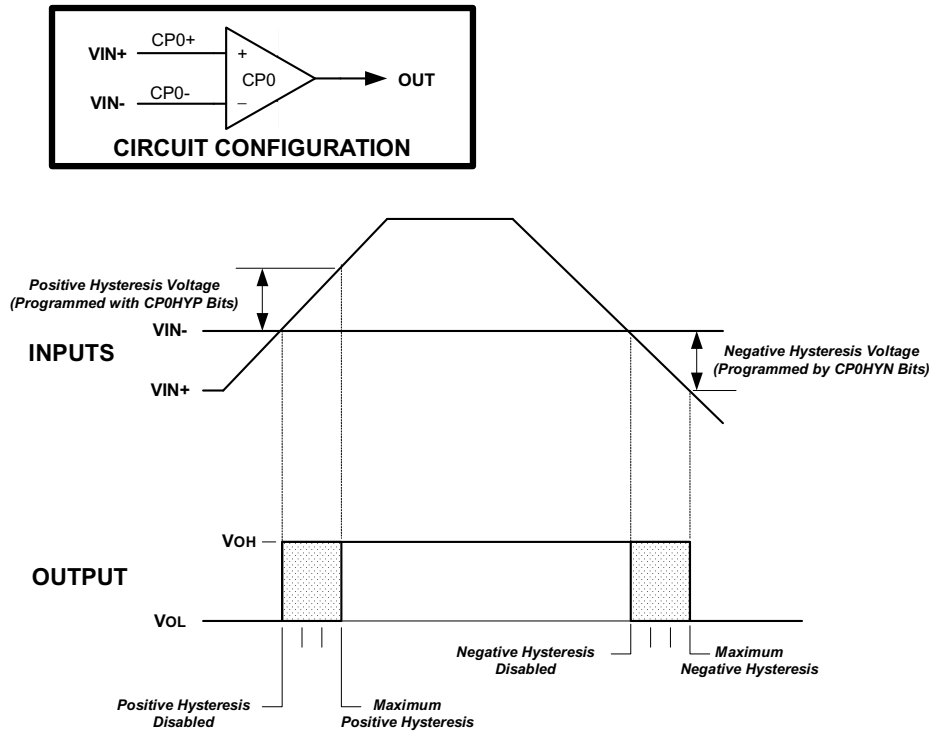 VIN+
CP0+
+
CP0
OUT
VIN-
CP0-
–
CIRCUIT CONFIGURATION
Positive Hysteresis Voltage
(Programmed with CP0HYP Bits)
VIN-
INPUTS
Negative Hysteresis Voltage
(Programmed by CP0HYN Bits)
VIN+
VOH
OUTPUT
VOL
Negative Hysteresis
Disabled
Maximum
Negative Hysteresis
Positive Hysteresis
Disabled
Maximum
Positive Hysteresis